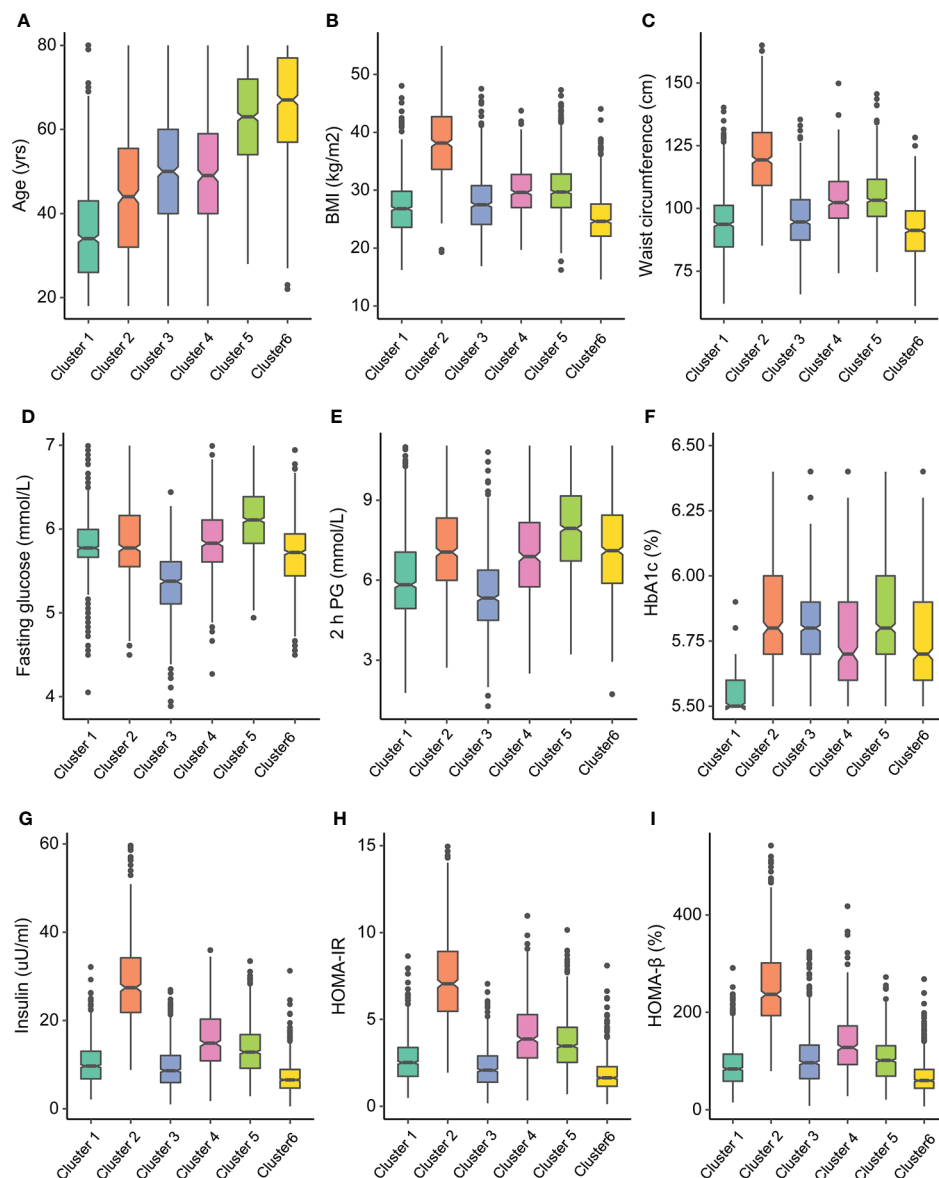 A
Age (yrs)
80
60
40
20
Cluster 1
Cluster 2
Cluster 3
Cluster 4
Cluster 5
Cluster6
B
BMI (kg/m2)
50
40
30
20
10
Cluster 1
Cluster 2
Cluster 3
Cluster 4
Cluster 5
Cluster6
C
Waist circumference (cm)
150
125
100
75
Cluster 1
Cluster 2
Cluster 3
Cluster 4
Cluster 5
Cluster6
D
Fasting glucose (mmol/L)
7
6
5
4
Cluster 1
Cluster 2
Cluster 3
Cluster 4
Cluster 5
Cluster6
E
2 h PG (mmol/L)
9
6
3
Cluster 1
Cluster 2
Cluster 3
Cluster 4
Cluster 5
Cluster6
F
HbA1c (%)
6.50
6.25
6.00
5.75
5.50
Cluster 1
Cluster 2
Cluster 3
Cluster 4
Cluster 5
Cluster6
G
Insulin (uU/ml)
60
40
20
0
Cluster 1
Cluster 2
Cluster 3
Cluster 4
Cluster 5
Cluster6
H
HOMA-IR
15
10
5
0
Cluster 1
Cluster 2
Cluster 3
Cluster 4
Cluster 5
Cluster6
I
HOMA-β (%)
400
200
0
Cluster 1
Cluster 2
Cluster 3
Cluster 4
Cluster 5
Cluster6